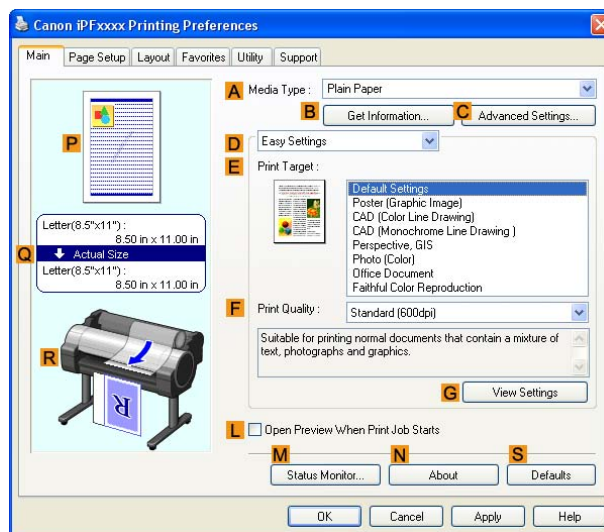 Canon iPFxxxx Printing Preferences
Main Page Setup Layout Favorites Utility Support
A Media Type : Plain Paper
B Get Information... C Advanced Settings...
D Easy Settings
E Print Target :
Default Settings
Poster (Graphic Image)
CAD (Color Line Drawing)
CAD (Monochrome Line Drawing )
Perspective, GIS
Photo (Color)
Office Document
Faithful Color Reproduction
P
Letter(8.5"x11") :
8.50 in x 11.00 in
Q Actual Size
Letter(8.5"x11") :
8.50 in x 11.00 in
R
R
F Print Quality : Standard (600dpi)
Suitable for printing normal documents that contain a mixture of
text, photographs and graphics.
G View Settings
L Open Preview When Print Job Starts
M N S
Status Monitor... About Defaults
OK Cancel Apply Help